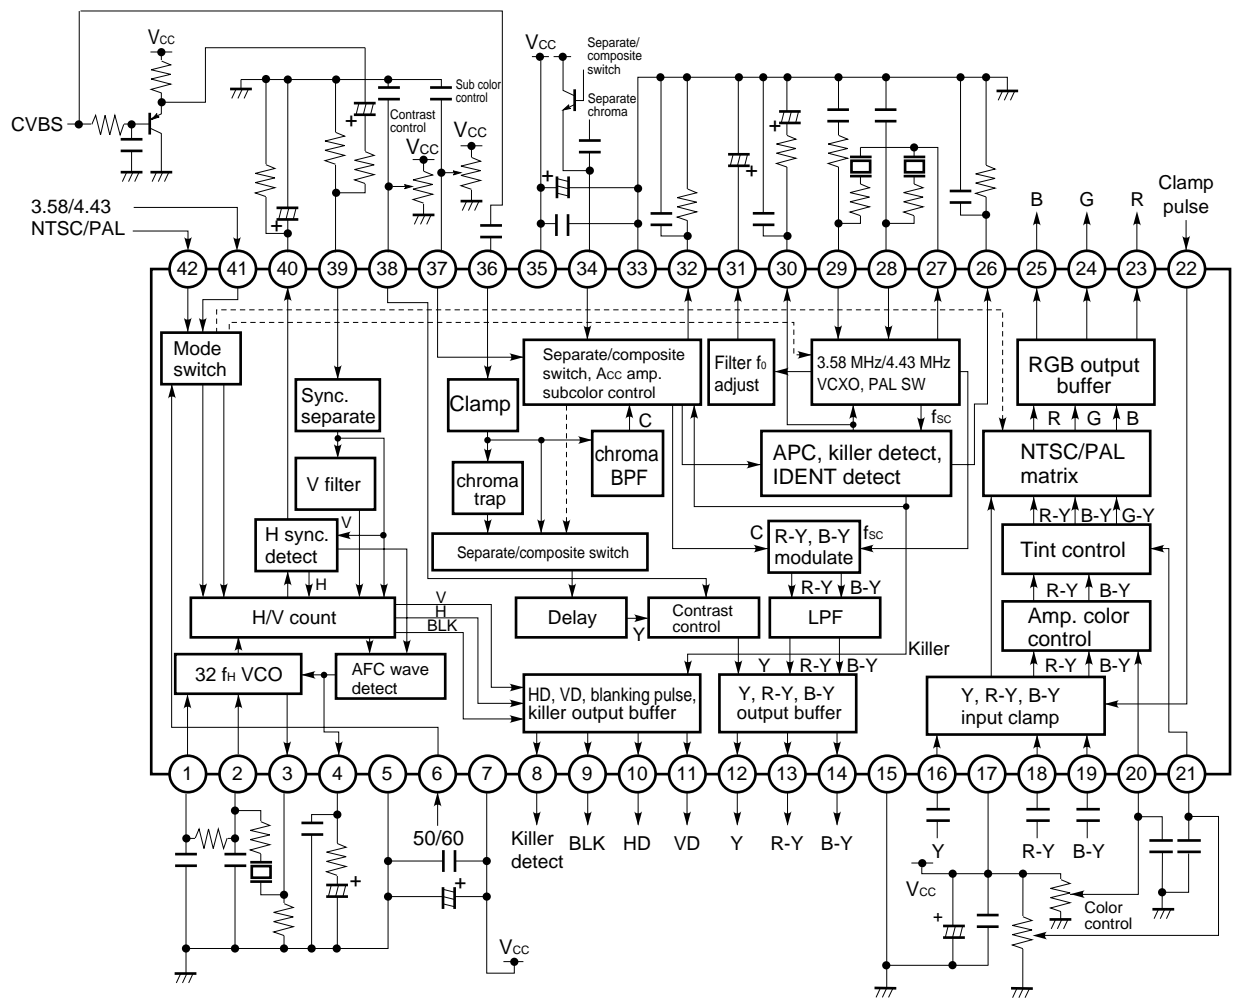 VCC
CVBS
3.58/4.43
NTSC/PAL
Sub color
control
Contrast
control
VCC
VCC
VCC
Separate/
composite
switch
Separate
chroma
B
G
R
Clamp
pulse
42
41
40
39
38
37
36
35
34
33
32
31
30
29
28
27
26
25
24
23
22
Mode
switch
Sync.
separate
V filter
H sync.
detect
V
H
H/V count
32 fH VCO
AFC wave
detect
V
H
BLK
Clamp
chroma
trap
chroma
BPF
C
Separate/composite
switch, ACC amp.
subcolor control
Separate/composite switch
Delay
Y
Contrast
control
Filter f0
adjust
3.58 MHz/4.43 MHz
VCXO, PAL SW
fSC
APC, killer detect,
IDENT detect
C
R-Y, B-Y
modulate
fSC
R-Y
B-Y
LPF
Killer
Y
R-Y
B-Y
HD, VD, blanking pulse,
killer output buffer
Y, R-Y, B-Y
output buffer
RGB output
buffer
R
G
B
NTSC/PAL
matrix
R-Y
B-Y
G-Y
Tint control
R-Y
B-Y
Amp. color
control
R-Y
B-Y
Y, R-Y, B-Y
input clamp
1
2
3
4
5
6
7
8
9
10
11
12
13
14
15
16
17
18
19
20
21
50/60
Killer
detect
BLK
HD
VD
Y
R-Y
B-Y
Y
R-Y
B-Y
VCC
VCC
Color
control
+
+
+
+
+
+
+
+